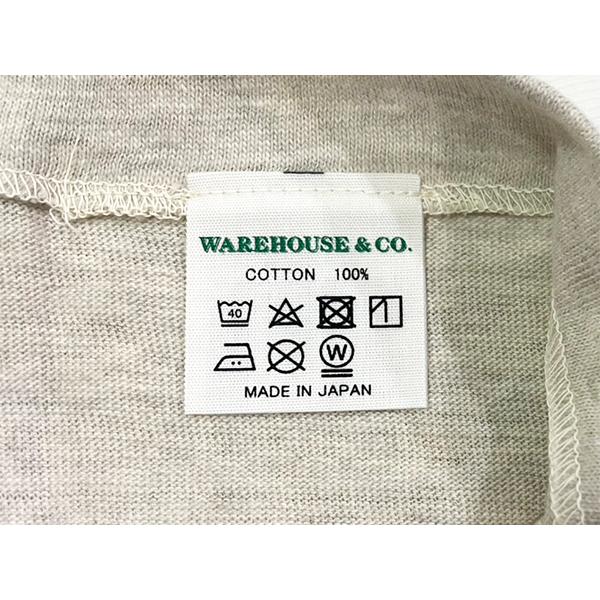 WAREHOUSE & CO.
COTTON 100%
40
W
MADE IN JAPAN